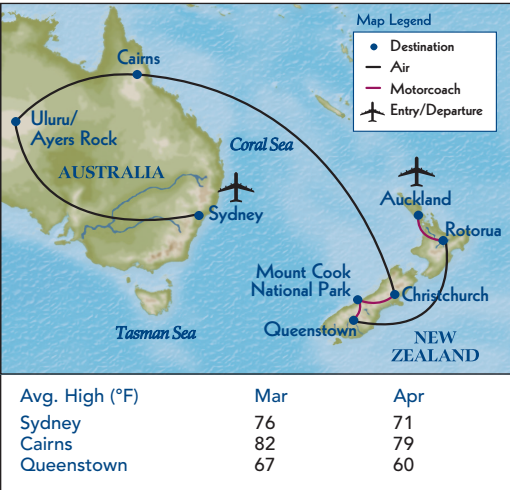 Map Legend
Destination
Air
Motorcoach
Entry/Departure
Cairns
Uluru/
Ayers Rock
AUSTRALIA
Coral Sea
Sydney
Auckland
Rotorua
Mount Cook
National Park
Christchurch
Queenstown
Tasman Sea
NEW
ZEALAND
Avg. High (°F) Mar Apr
Sydney 76 71
Cairns 82 79
Queenstown 67 60